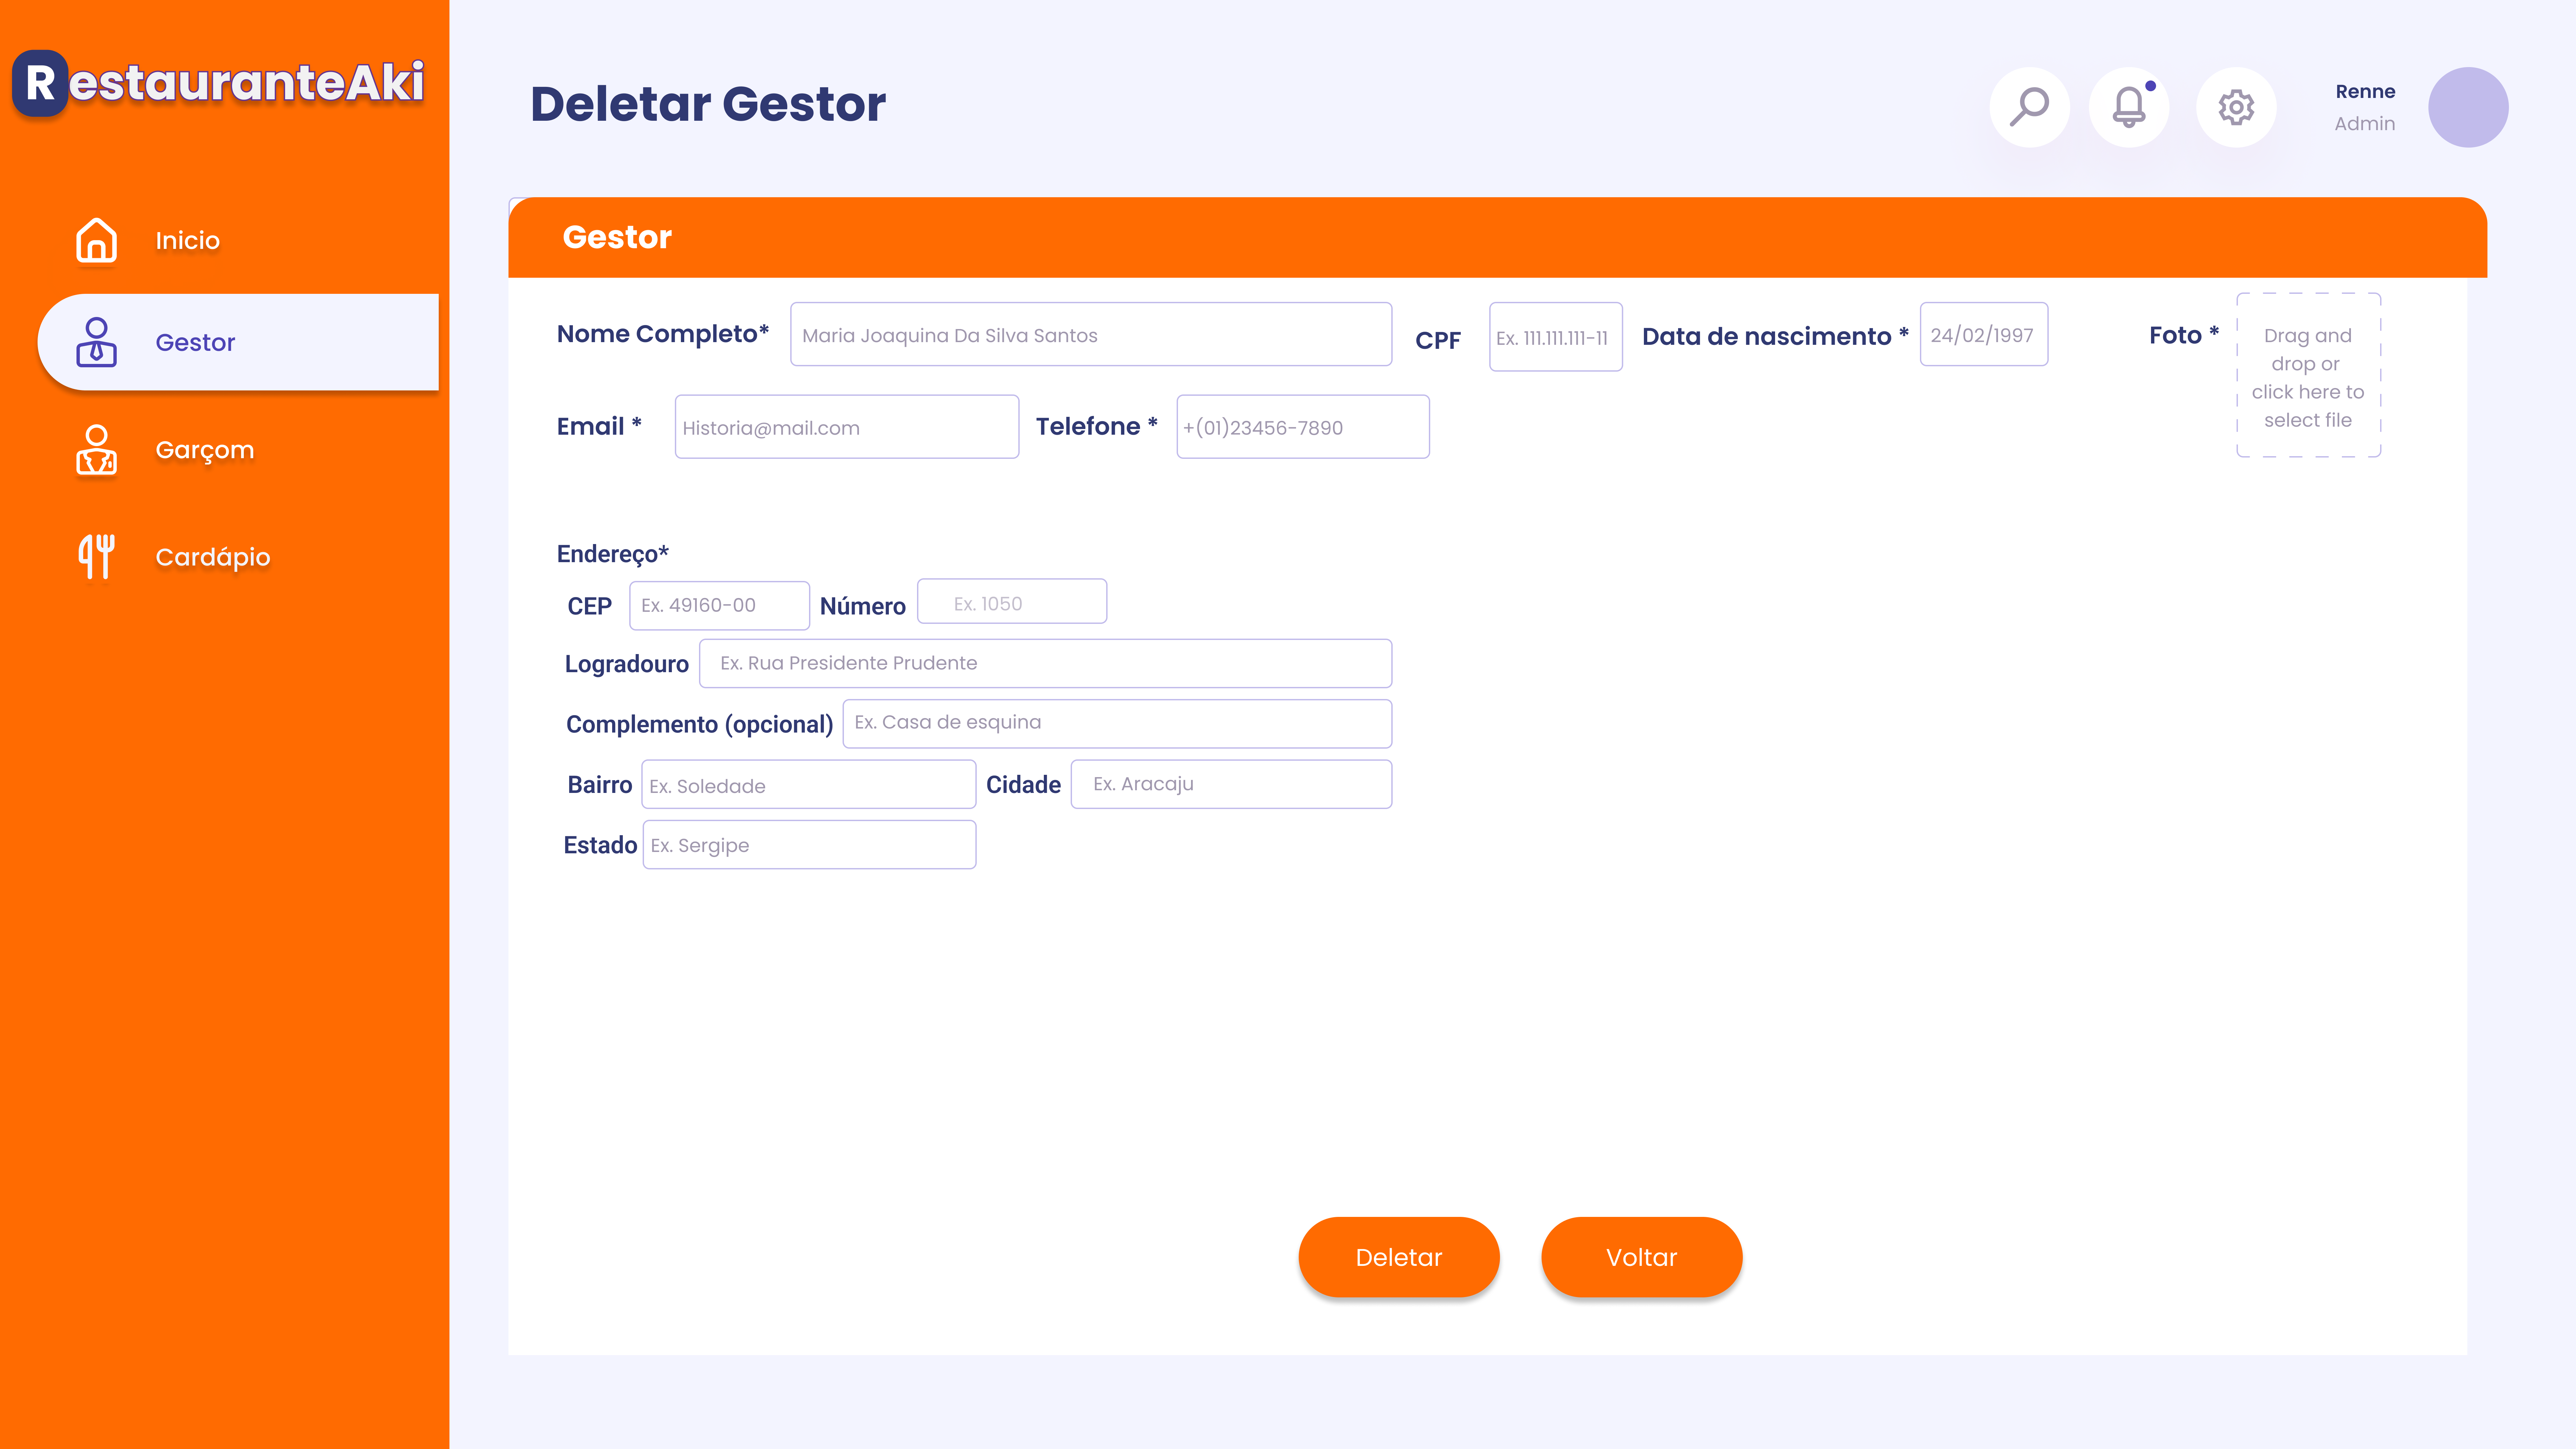 RestauranteAki
Inicio
Gestor
Garçom
Cardápio
Deletar Gestor
Renne
Admin
Gestor
Nome Completo* Maria Joaquina Da Silva Santos CPF Ex. 111.111.111-11 Data de nascimento * 24/02/1997 Foto *
Drag and
drop or
click here to
select file
Email * Historia@mail.com Telefone * +(01)23456-7890
Endereço*
CEP Ex. 49160-00 Número Ex. 1050
Logradouro Ex. Rua Presidente Prudente
Complemento (opcional) Ex. Casa de esquina
Bairro Ex. Soledade Cidade Ex. Aracaju
Estado Ex. Sergipe
Deletar Voltar